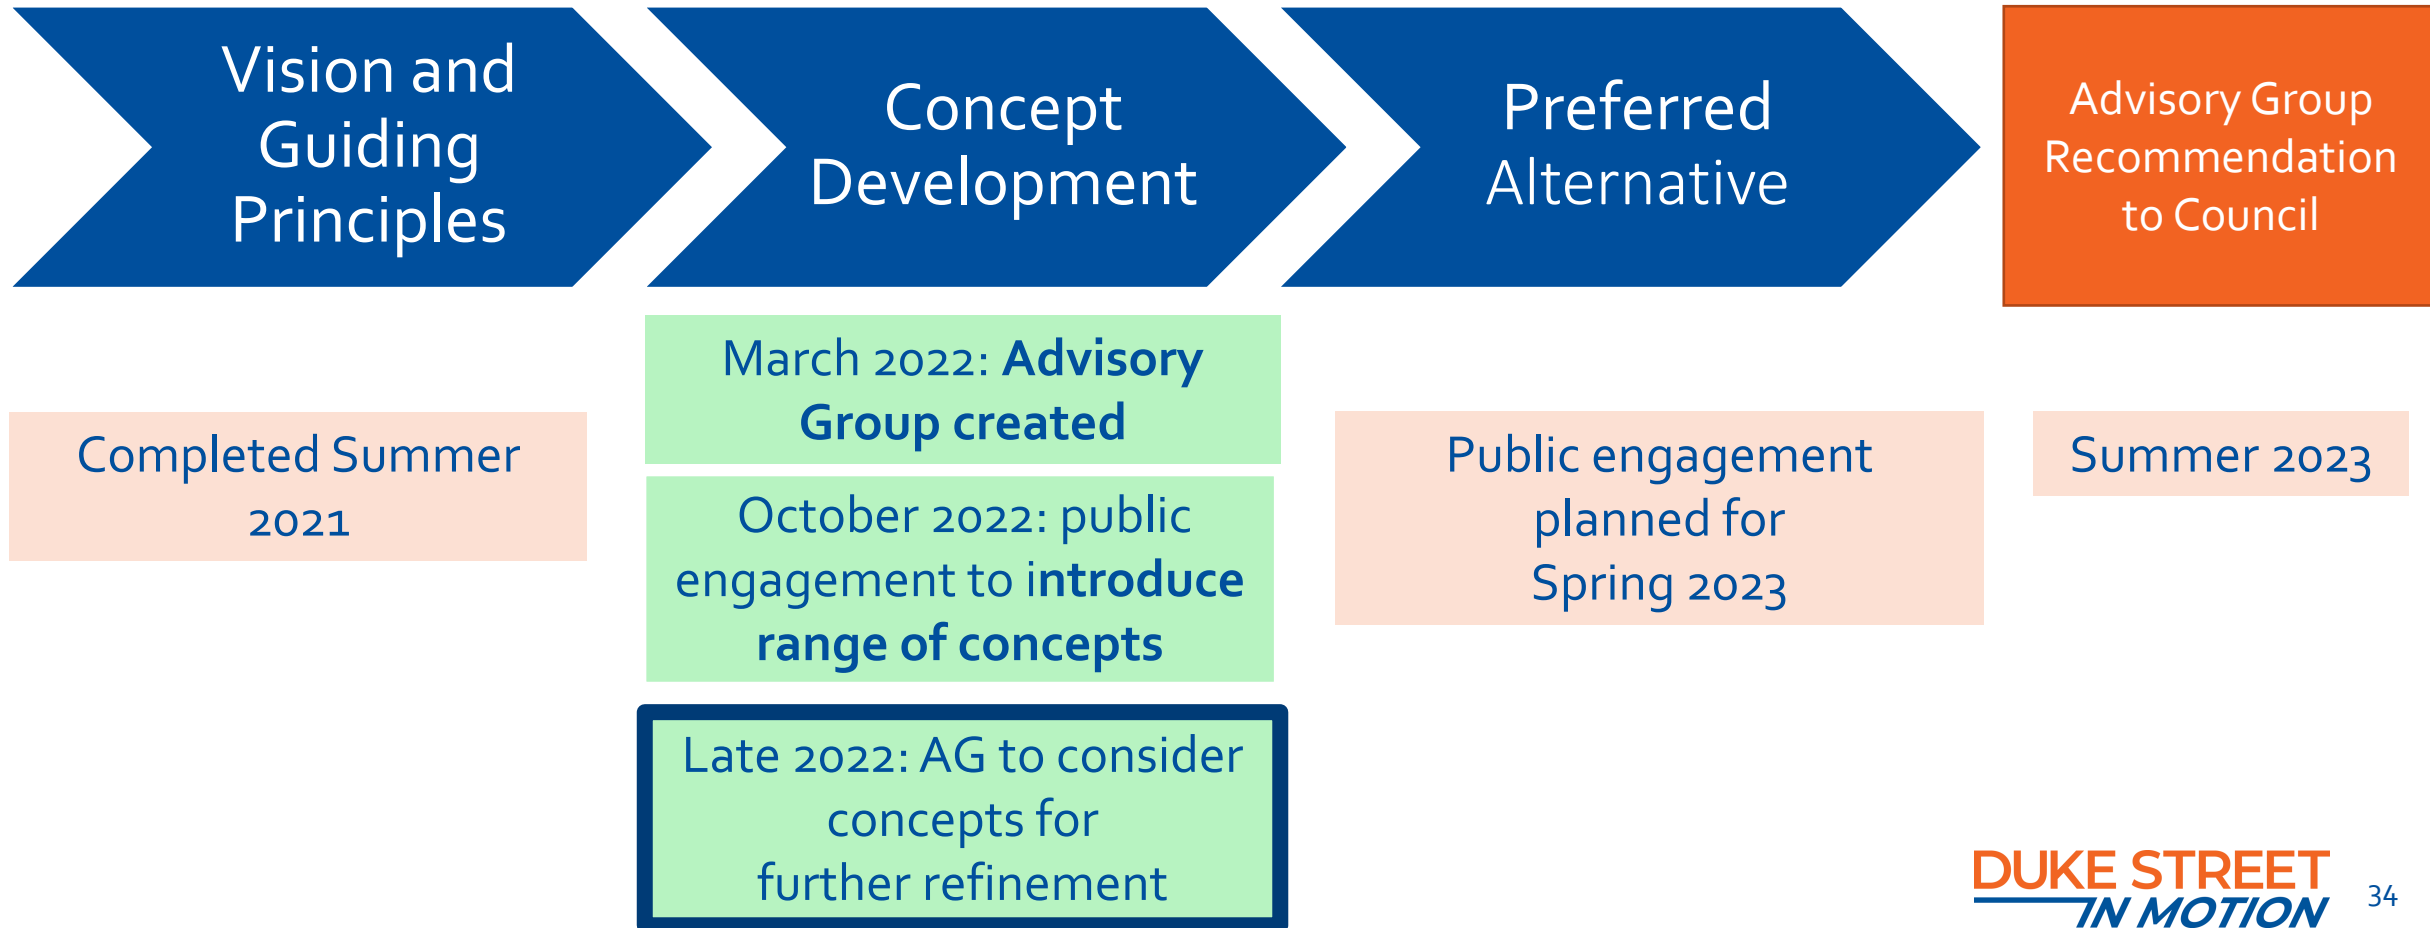 Vision and
Guiding
Principles
Concept
Development
Preferred
Alternative
Advisory Group
Recommendation
to Council
Completed Summer
2021
March 2022: Advisory
Group created
October 2022: public
engagement to introduce
range of concepts
Late 2022: AG to consider
concepts for
further refinement
Public engagement
planned for
Spring 2023
Summer 2023
DUKE STREET
IN MOTION
34